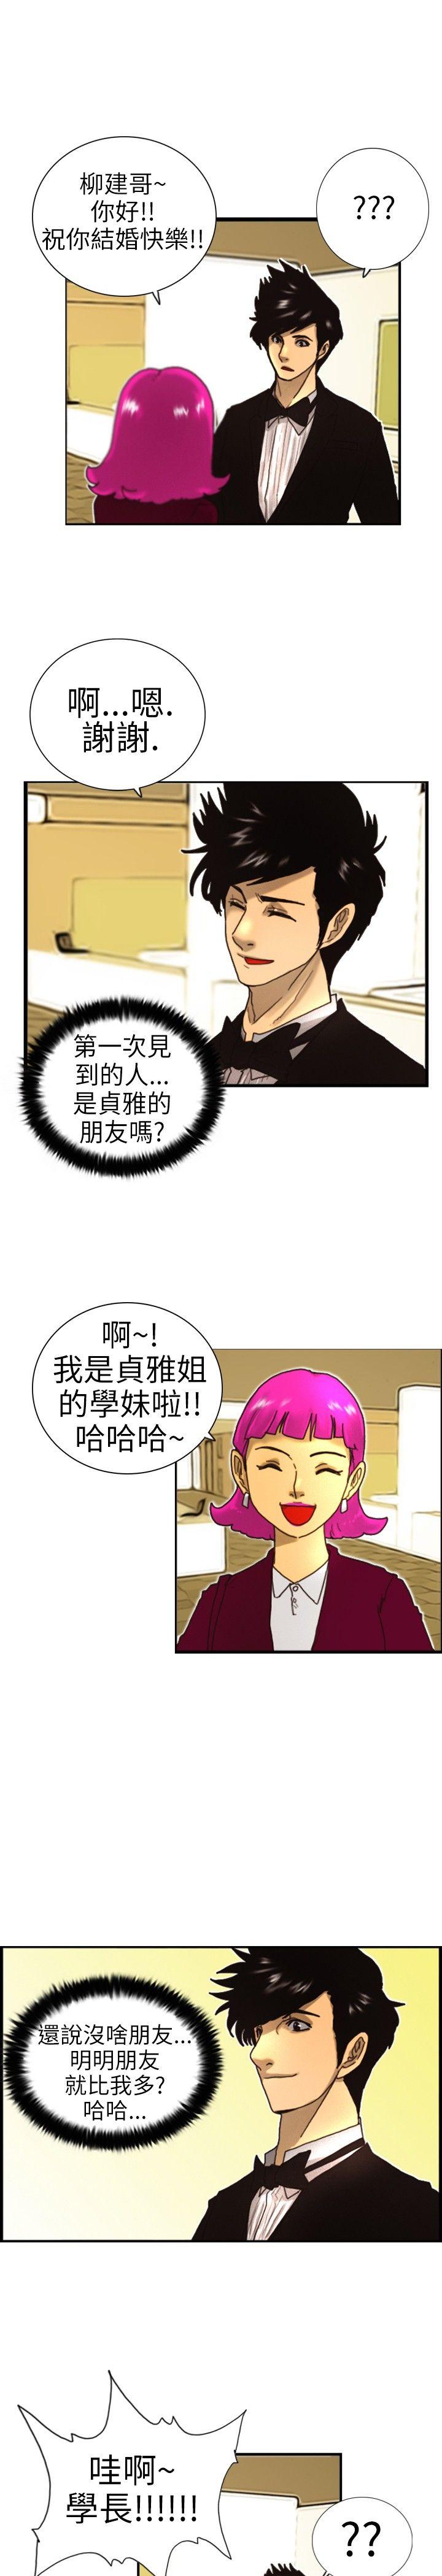 柳建哥~
你好!!
祝你結婚快樂!!
???
啊...嗯.
謝謝.
第一次見
到的人...
是貞雅的
朋友嗎?
啊~!
我是貞雅姐
的學妹啦!!
哈哈哈~
還說沒啥朋友...
明明朋友
就比我多?
哈哈...
哇啊~
學長!!!!!!
??